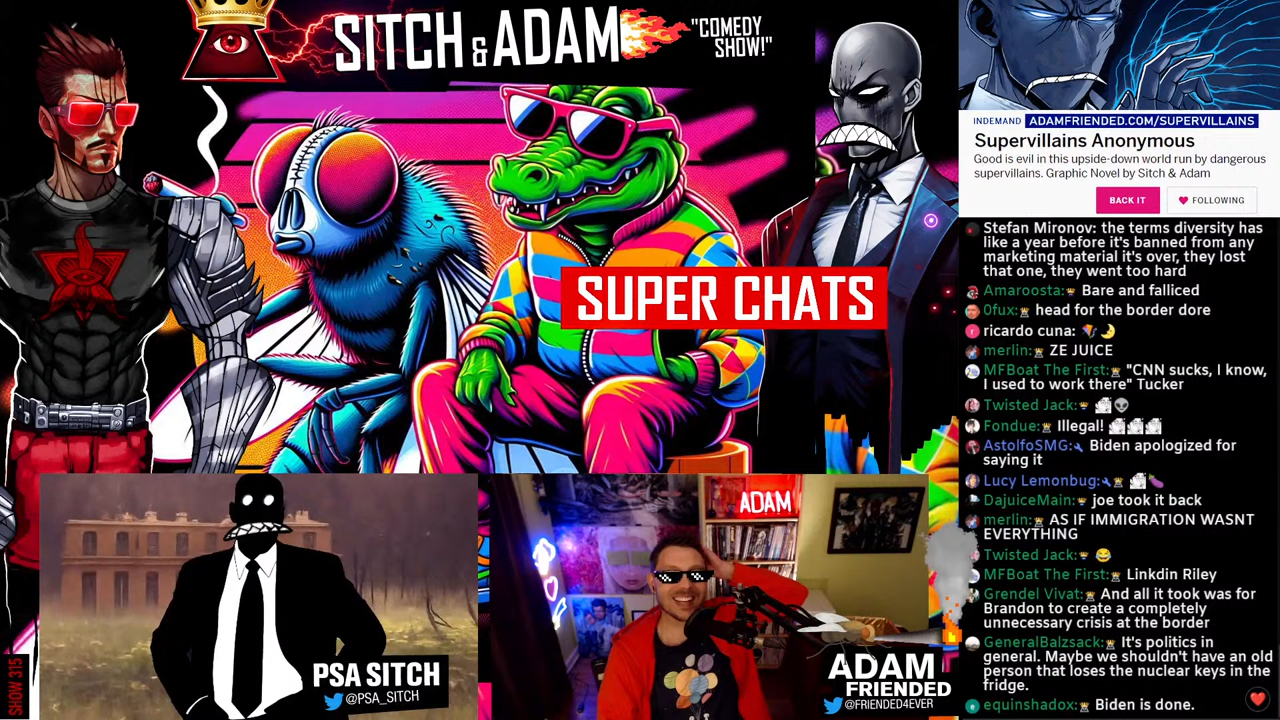 SITCH & ADAM
"COMEDY
SHOW!"
INDEMAND ADAMFRIENDED.COM/SUPERVILLAINS
Supervillains Anonymous
Good is evil in this upside-down world run by dangerous
supervillains. Graphic Novel by Sitch & Adam
BACK IT
FOLLOWING
SUPER CHATS
Stefan Mironov: the terms diversity has
like a year before it's banned from any
marketing material it's over, they lost
that one, they went too hard
Amaroosta: Bare and falliced
0fux: head for the border dore
ricardo cuna: 🪁🌙
merlin: ZE JUICE
MFBoat The First: "CNN sucks, I know,
I used to work there" Tucker
Twisted Jack: 👽
Fondue: Illegal!
AstolfoSMG: Biden apologized for
saying it
Lucy Lemonbug: 🍆
DajuiceMain: joe took it back
merlin: AS IF IMMIGRATION WASNT
EVERYTHING
Twisted Jack: 😂
MFBoat The First: Linkdin Riley
Grendel Vivat: And all it took was for
Brandon to create a completely
unnecessary crisis at the border
GeneralBalzsack: It's politics in
general. Maybe we shouldn't have an old
person that loses the nuclear keys in the
fridge.
equinshadox: Biden is done.
ADAM
PSA SITCH
@PSA_SITCH
ADAM
FRIENDED
@FRIENDED4EVER
SHOW 315